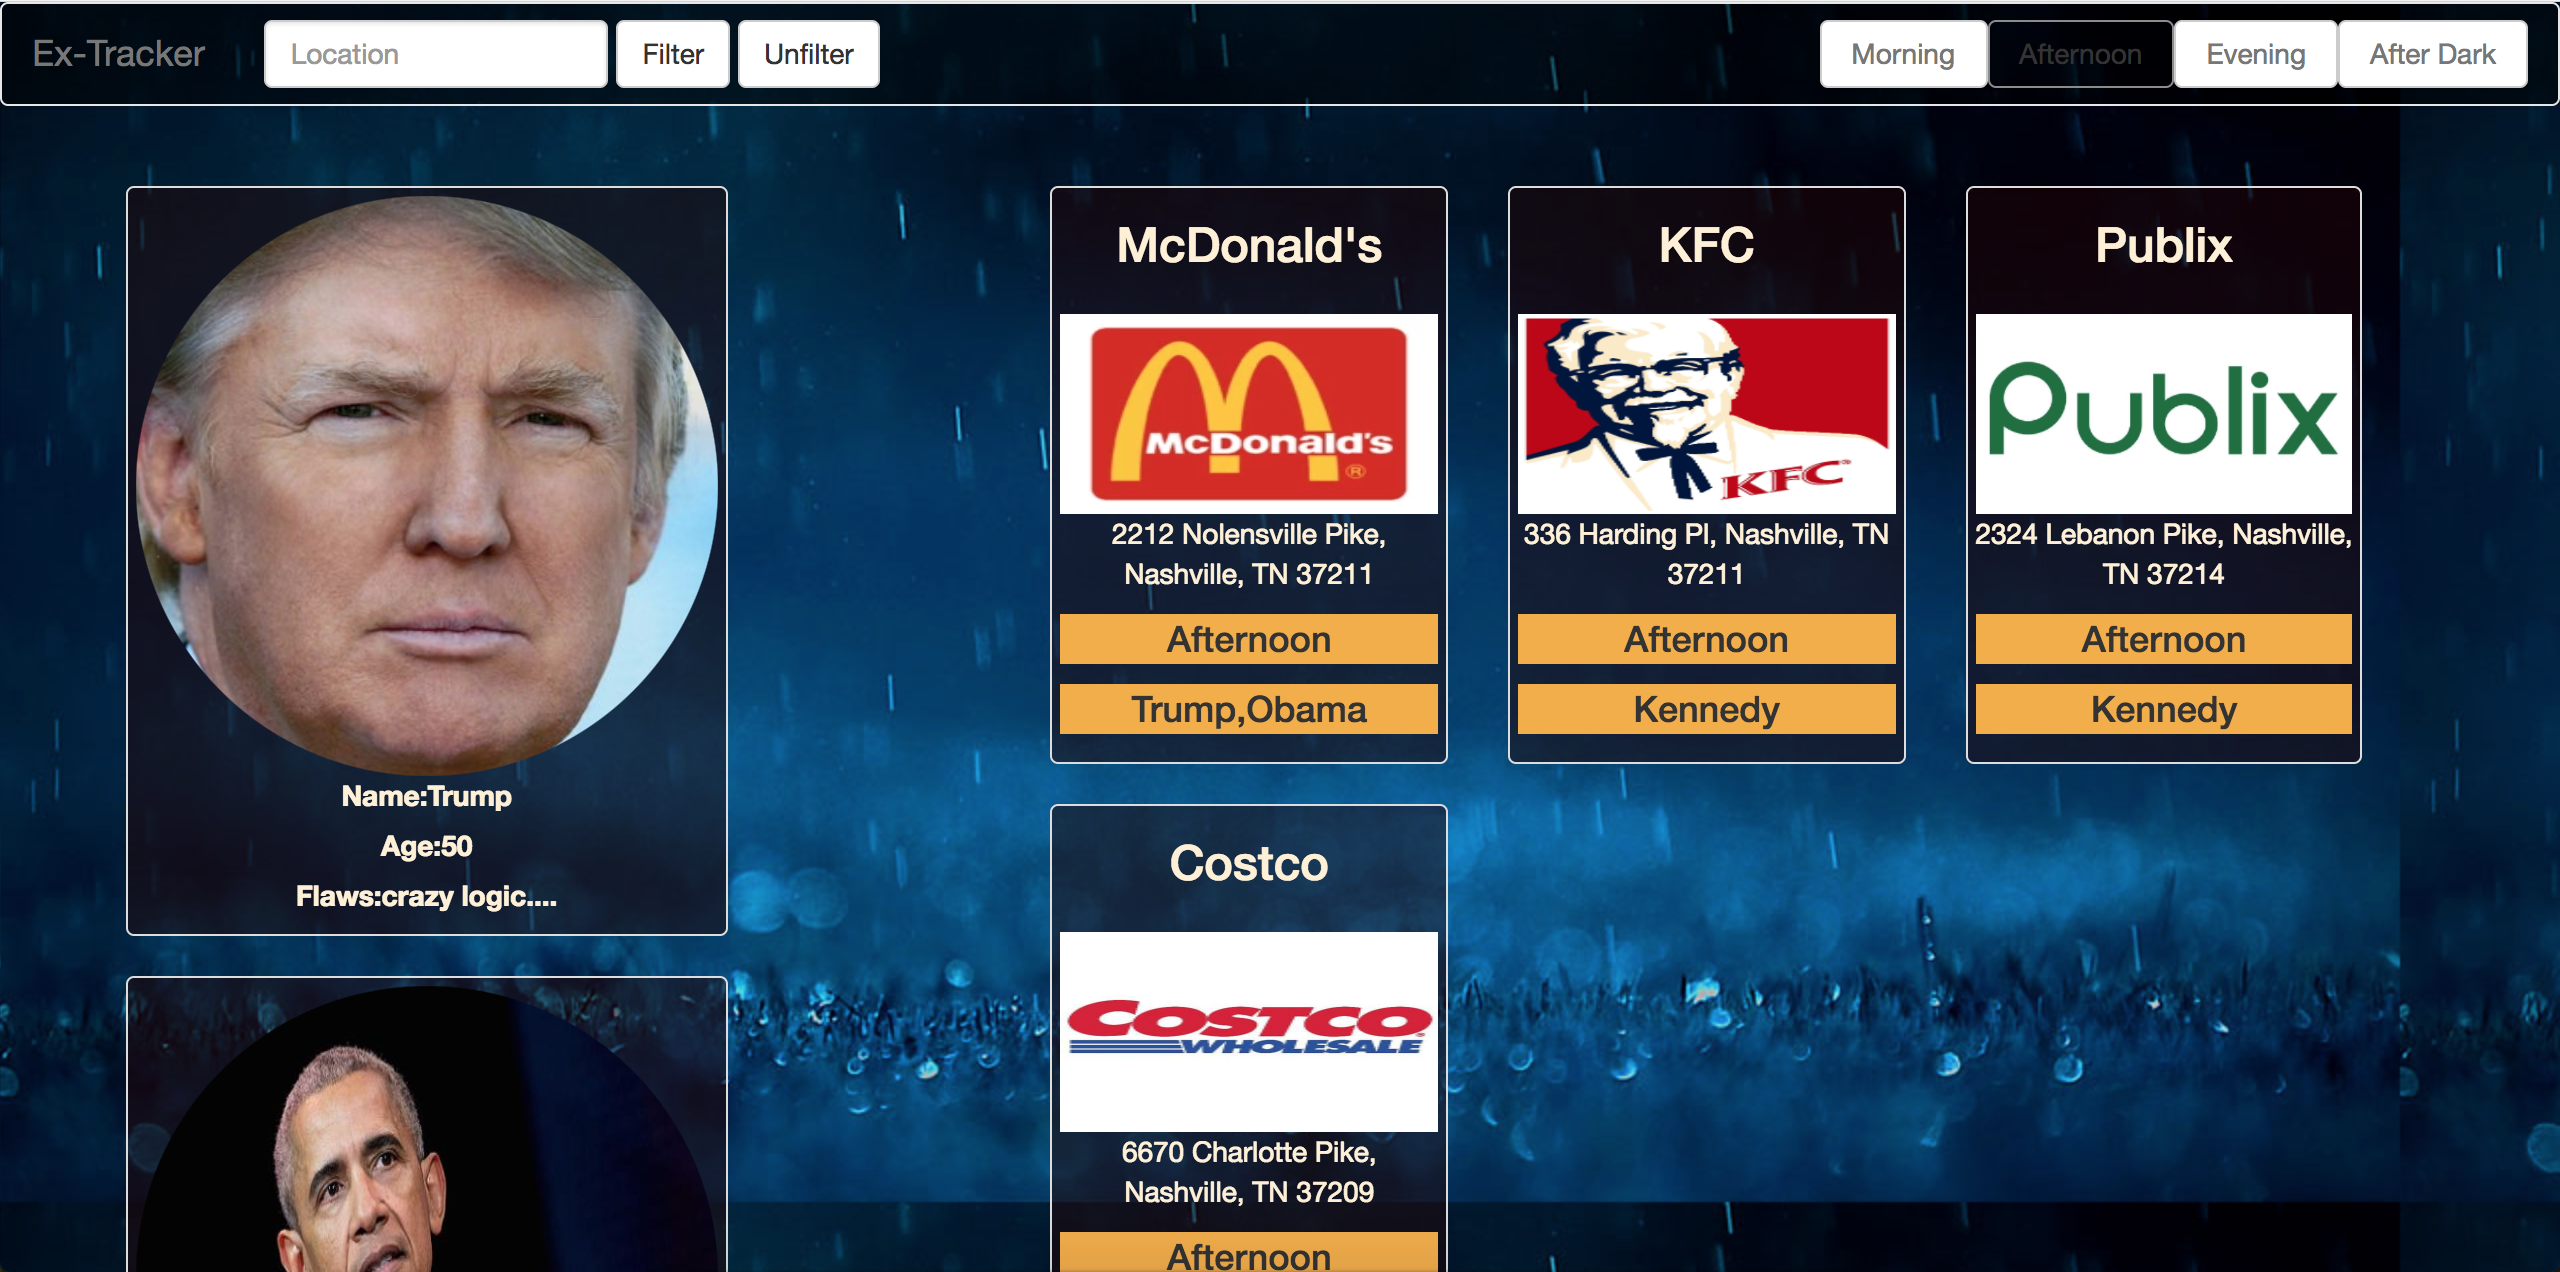 Ex-Tracker
Location
Filter
Unfilter
Morning
Afternoon
Evening
After Dark
Name:Trump
Age:50
Flaws:crazy logic....
McDonald's
McDonald's
®
2212 Nolensville Pike,
Nashville, TN 37211
Afternoon
Trump,Obama
KFC
KFC
336 Harding Pl, Nashville, TN
37211
Afternoon
Kennedy
Publix
Publix
2324 Lebanon Pike, Nashville,
TN 37214
Afternoon
Kennedy
Costco
COSTCO
WHOLESALE
6670 Charlotte Pike,
Nashville, TN 37209
Afternoon